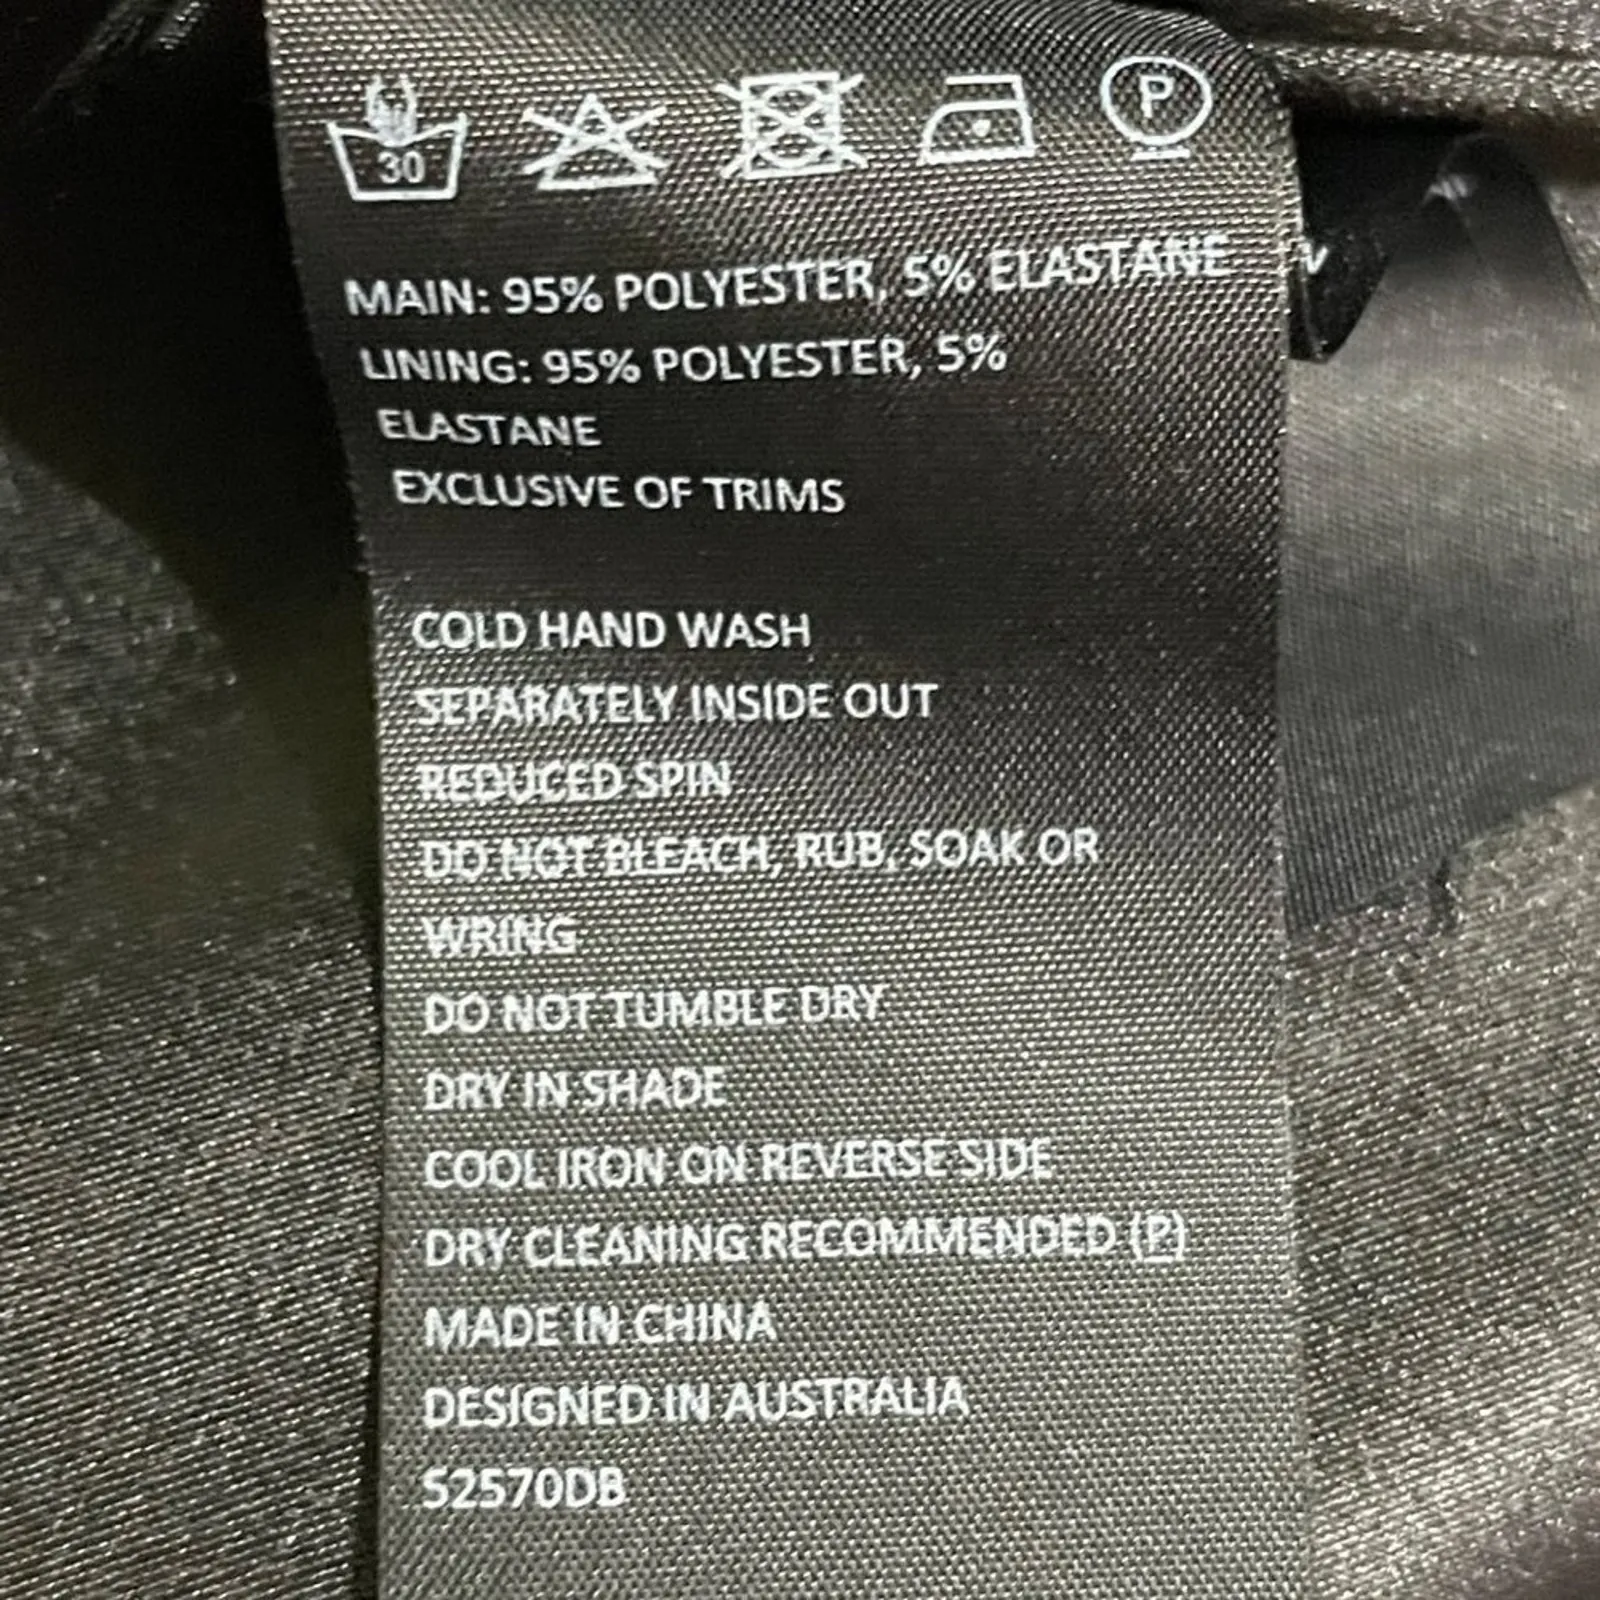 30
P
MAIN: 95% POLYESTER, 5% ELASTANE
LINING: 95% POLYESTER, 5%
ELASTANE
EXCLUSIVE OF TRIMS
COLD HAND WASH
SEPARATELY INSIDE OUT
REDUCED SPIN
DO NOT BLEACH, RUB, SOAK OR
WRING
DO NOT TUMBLE DRY
DRY IN SHADE
COOL IRON ON REVERSE SIDE
DRY CLEANING RECOMMENDED (P)
MADE IN CHINA
DESIGNED IN AUSTRALIA
S2570DB